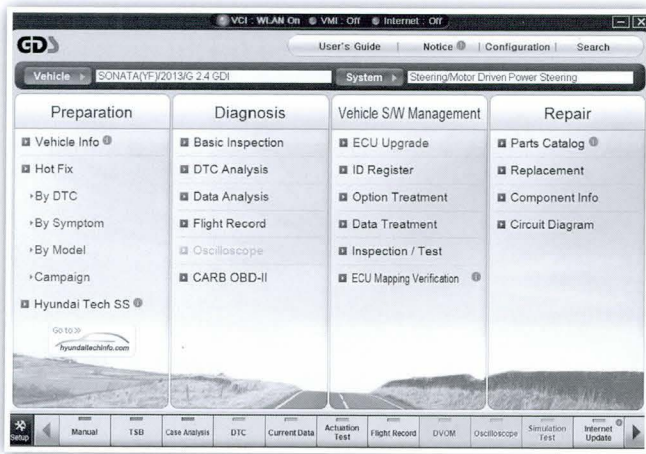 VCI : WLAN On VMI : Off Internet : Off
GDS
User's Guide | Notice | Configuration | Search
Vehicle SONATA(YF)/2013/G 2.4 GDI System Steering/Motor Driven Power Steering
Preparation
Vehicle Info
Hot Fix
By DTC
By Symptom
By Model
Campaign
Hyundai Tech SS
Go to
hyundaitechinfo.com
Diagnosis
Basic Inspection
DTC Analysis
Data Analysis
Flight Record
Oscilloscope
CARB OBD-II
Vehicle S/W Management
ECU Upgrade
ID Register
Option Treatment
Data Treatment
Inspection / Test
ECU Mapping Verification
Repair
Parts Catalog
Replacement
Component Info
Circuit Diagram
Setup Manual TSB Case Analysis DTC Current Data Actuation Test Flight Record DVOM Oscilloscope Simulation Test Internet Update